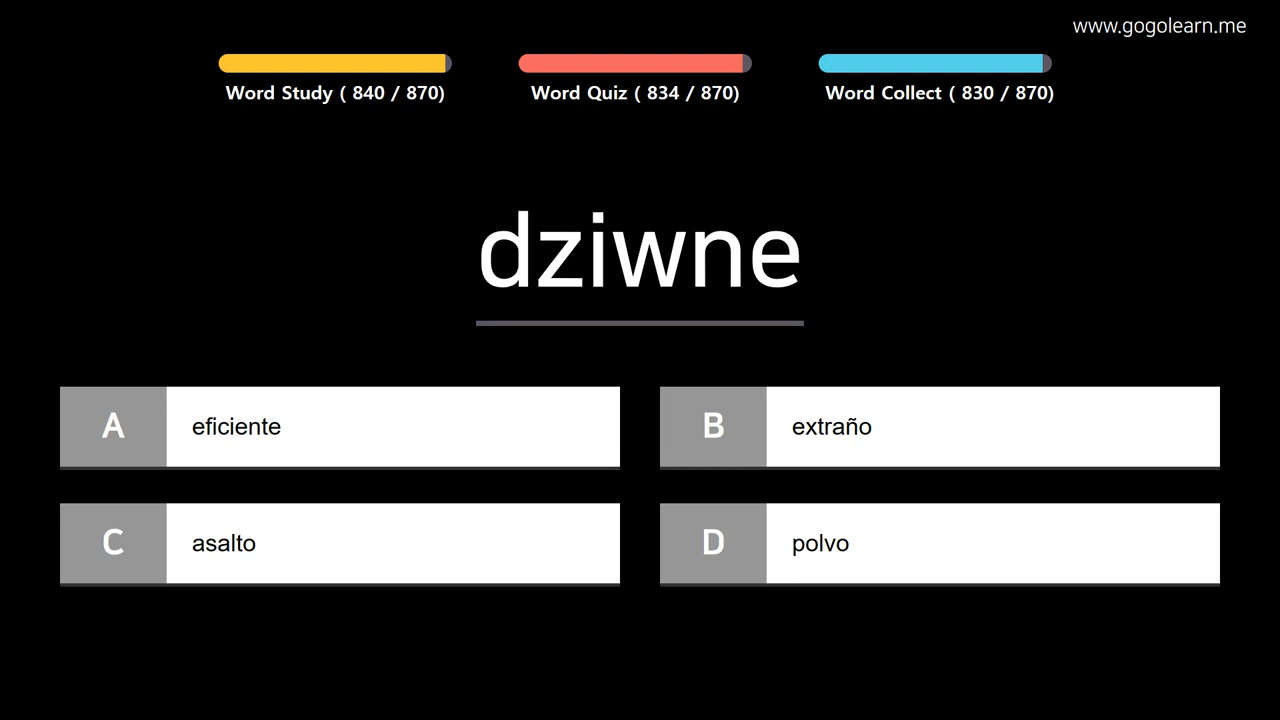 www.gogolearn.me
Word Study ( 840 / 870)
Word Quiz ( 834 / 870)
Word Collect ( 830 / 870)
dziwne
A eficiente
B extraño
C asalto
D polvo